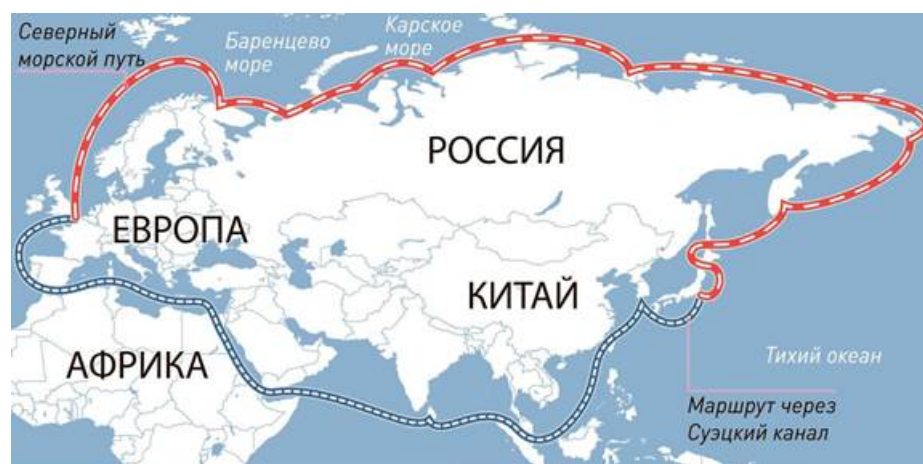 Северный
морской путь
Баренцево
море
Карское
море
РОССИЯ
ЕВРОПА
КИТАЙ
АФРИКА
Тихий океан
Маршрут через
Суэцкий канал